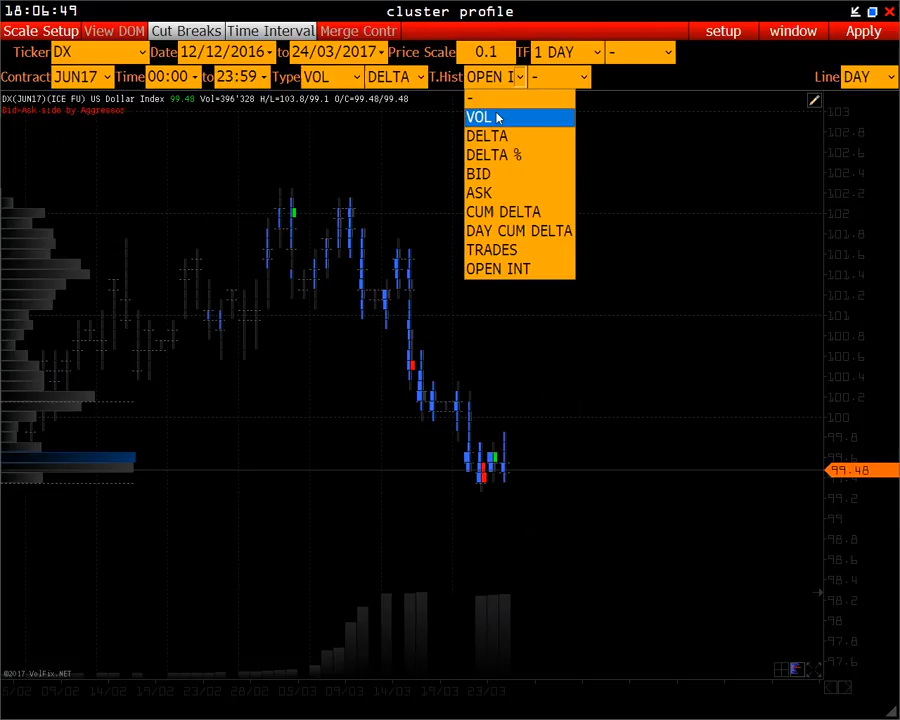 18:06:49 cluster profile
Scale Setup View DOM Cut Breaks Time Interval Merge Contr setup window Apply
Ticker DX Date 12/12/2016 to 24/03/2017 Price Scale 0.1 TF 1 DAY -
Contract JUN17 Time 00:00 to 23:59 Type VOL DELTA T.Hist OPEN I - Line DAY
DX(JUN17)(ICE FU) US Dollar Index 99.48 Vol=396'328 H/L=103.8/99.1 O/C=99.48/99.48
Bid>Ask side by Aggressor
-
VOL
DELTA
DELTA %
BID
ASK
CUM DELTA
DAY CUM DELTA
TRADES
OPEN INT
103
102.8
102.6
102.4
102.2
102
101.8
101.6
101.4
101.2
101
100.8
100.6
100.4
100.2
100
99.8
99.6
99.48
99.2
99
98.8
98.6
98.4
98.2
98
97.8
97.6
©2017 VolFix.NET
09/02 14/02 19/02 23/02 28/02 05/03 09/03 14/03 19/03 23/03